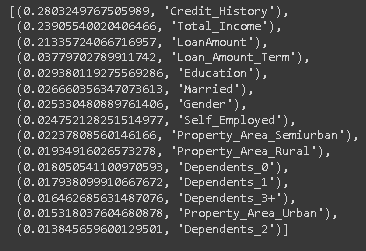 [(0.2803249767505989, 'Credit_History'),
(0.23905540020406466, 'Total_Income'),
(0.21335724066716957, 'LoanAmount'),
(0.03779702789911742, 'Loan_Amount_Term'),
(0.029380119275569286, 'Education'),
(0.026660356347073613, 'Married'),
(0.025330480889761406, 'Gender'),
(0.024752128251514977, 'Self_Employed'),
(0.02237808560146166, 'Property_Area_Semiurban'),
(0.01934916026573278, 'Property_Area_Rural'),
(0.018050541100970593, 'Dependents_0'),
(0.017938099910667672, 'Dependents_1'),
(0.016462685631487076, 'Dependents_3+'),
(0.015318037604680878, 'Property_Area_Urban'),
(0.013845659600129501, 'Dependents_2')]